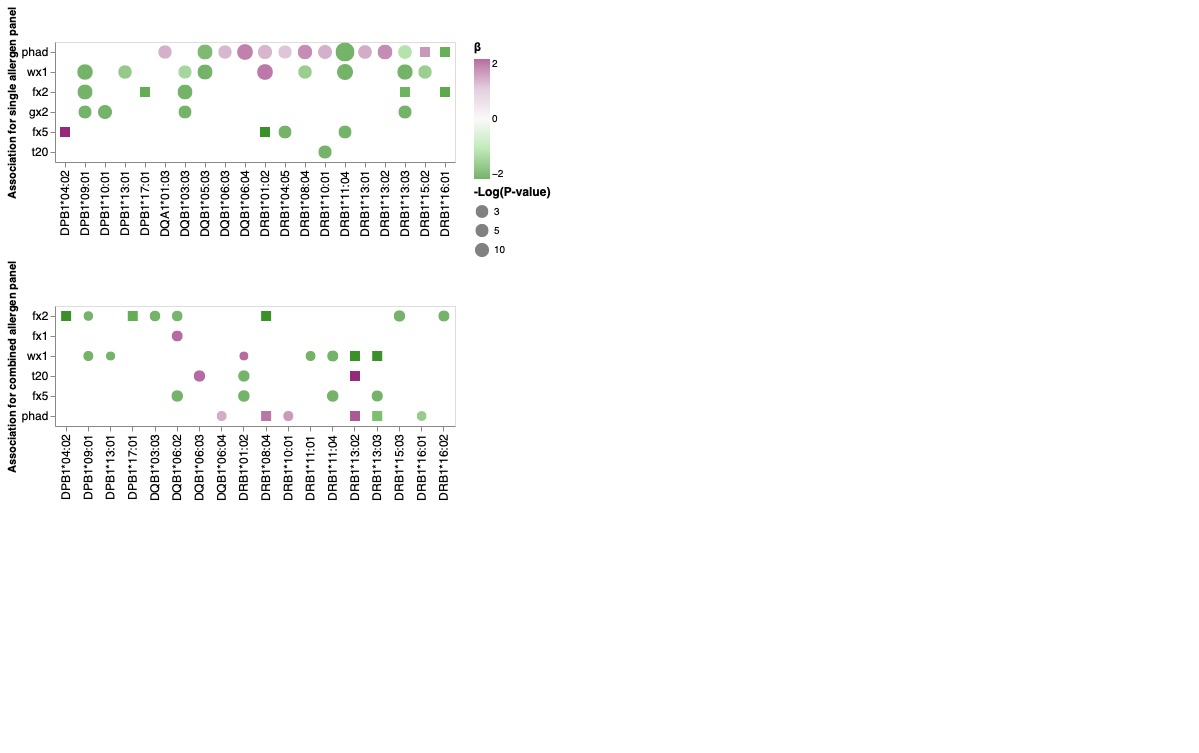 Association for single allergen panel
phad
wx1
fx2
gx2
fx5
t20
DPB1*04:02
DPB1*09:01
DPB1*10:01
DPB1*13:01
DPB1*17:01
DQA1*01:03
DQB1*03:03
DQB1*05:03
DQB1*06:03
DQB1*06:04
DRB1*01:02
DRB1*04:05
DRB1*08:04
DRB1*10:01
DRB1*11:04
DRB1*13:01
DRB1*13:02
DRB1*13:03
DRB1*15:02
DRB1*16:01
β
2
0
−2
-Log(P-value)
3
5
10
Association for combined allergen panel
fx2
fx1
wx1
t20
fx5
phad
DPB1*04:02
DPB1*09:01
DPB1*13:01
DPB1*17:01
DQB1*03:03
DQB1*06:02
DQB1*06:03
DQB1*06:04
DRB1*01:02
DRB1*08:04
DRB1*10:01
DRB1*11:01
DRB1*11:04
DRB1*13:02
DRB1*13:03
DRB1*15:03
DRB1*16:01
DRB1*16:02